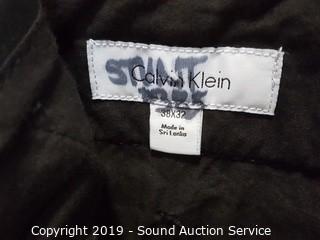 STUNT
Calvin Klein
38X32
Made in
Sri Lanka
Copyright 2019 - Sound Auction Service